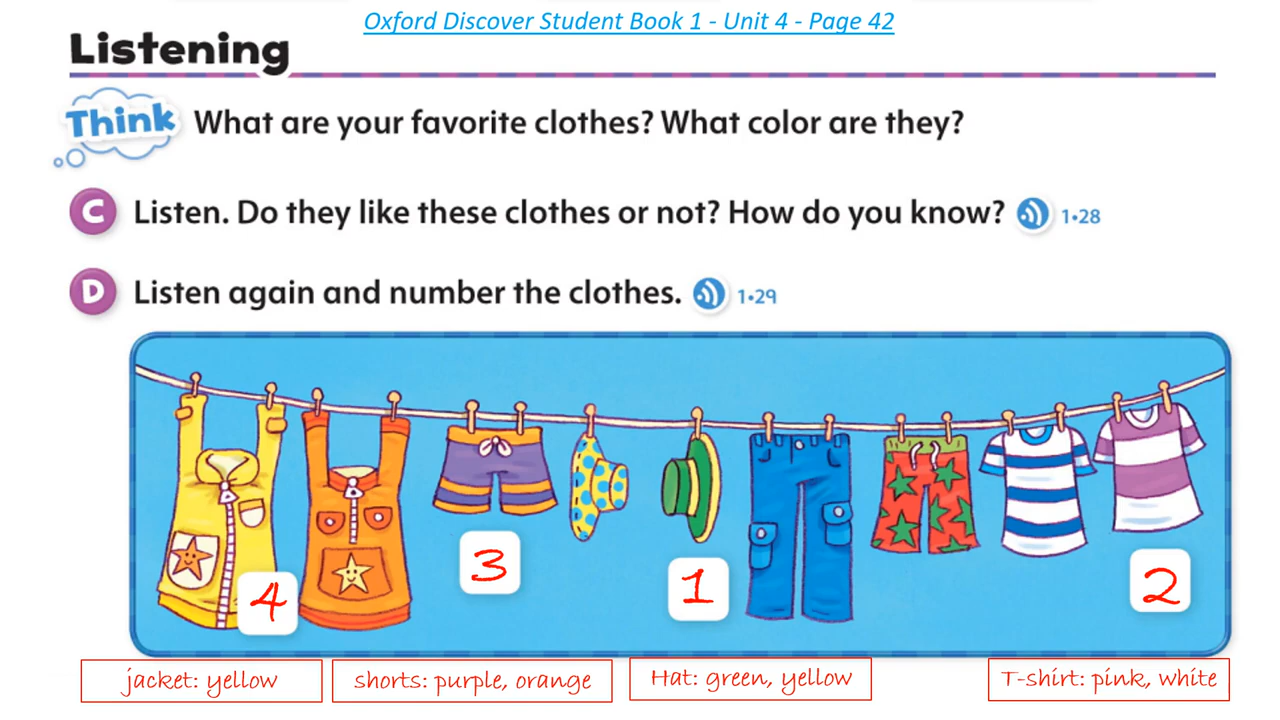 Oxford Discover Student Book 1 - Unit 4 - Page 42
Listening
Think What are your favorite clothes? What color are they?
C Listen. Do they like these clothes or not? How do you know? 1•28
D Listen again and number the clothes. 1•29
4
3
1
2
jacket: yellow
shorts: purple, orange
Hat: green, yellow
T-shirt: pink, white